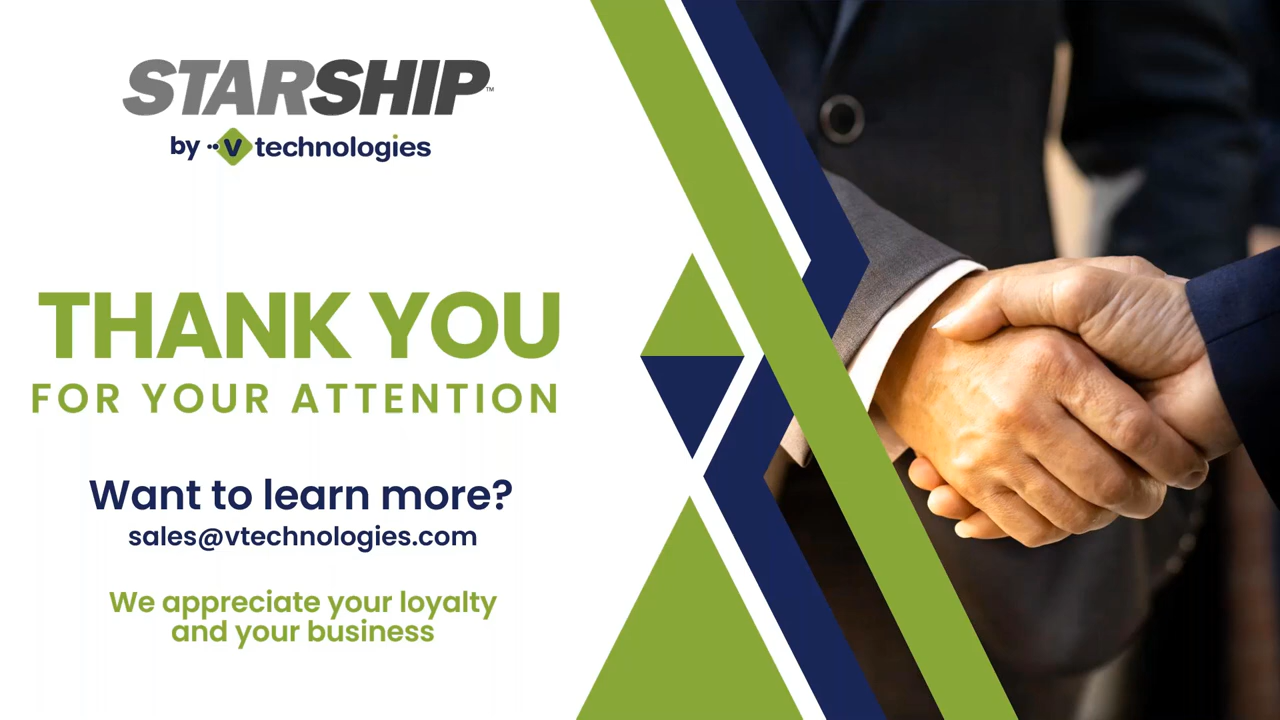 STARSHIP™
by v technologies
THANK YOU
FOR YOUR ATTENTION
Want to learn more?
sales@vtechnologies.com
We appreciate your loyalty
and your business